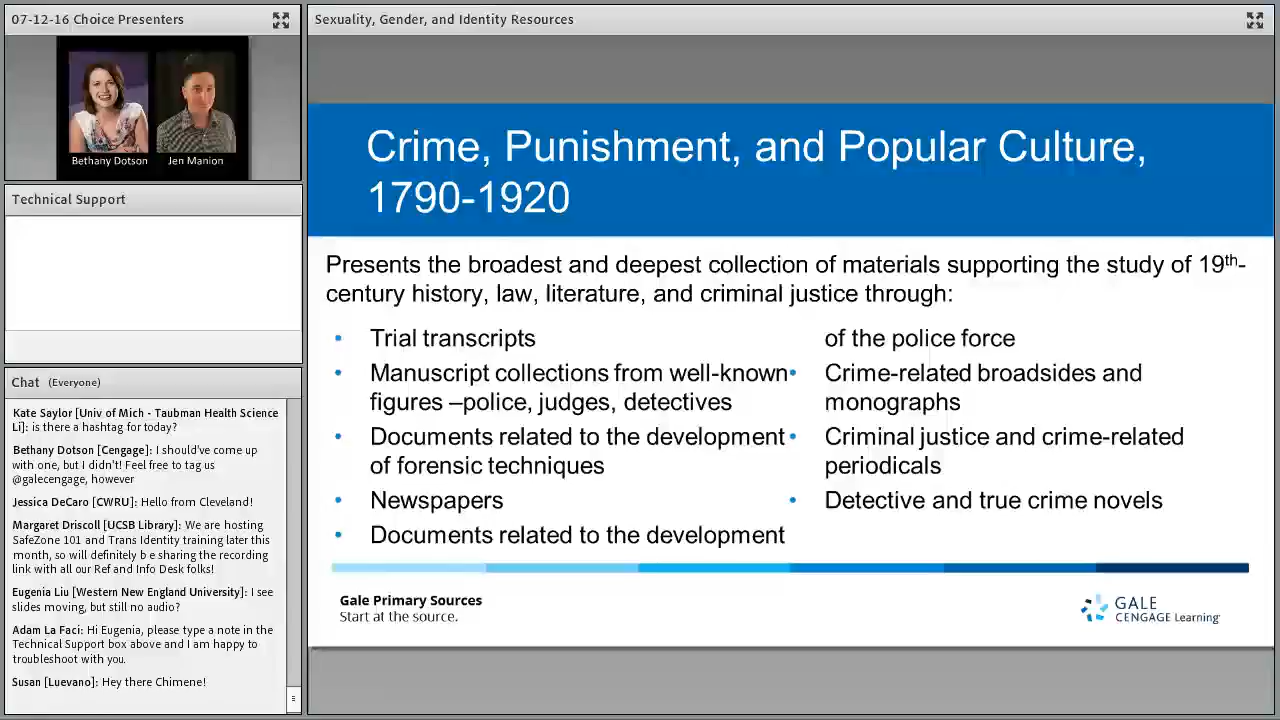 07-12-16 Choice Presenters
Bethany Dotson
Jen Manion
Technical Support
Chat (Everyone)
Kate Saylor [Univ of Mich - Taubman Health Science
Li]: is there a hashtag for today?
Bethany Dotson [Cengage]: I should've come up
with one, but I didn't! Feel free to tag us
@galecengage, however
Jessica DeCaro [CWRU]: Hello from Cleveland!
Margaret Driscoll [UCSB Library]: We are hosting
SafeZone 101 and Trans Identity training later this
month, so will definitely be sharing the recording
link with all our Ref and Info Desk folks!
Eugenia Liu [Western New England University]: I see
slides moving, but still no audio?
Adam La Faci: Hi Eugenia, please type a note in the
Technical Support box above and I am happy to
troubleshoot with you.
Susan [Luevano]: Hey there Chimene!
Sexuality, Gender, and Identity Resources
Crime, Punishment, and Popular Culture,
1790-1920
Presents the broadest and deepest collection of materials supporting the study of 19th-
century history, law, literature, and criminal justice through:
• Trial transcripts
• Manuscript collections from well-known
figures –police, judges, detectives
• Documents related to the development
of forensic techniques
• Newspapers
• Documents related to the development
of the police force
• Crime-related broadsides and
monographs
• Criminal justice and crime-related
periodicals
• Detective and true crime novels
Gale Primary Sources
Start at the source.
GALE
CENGAGE Learning